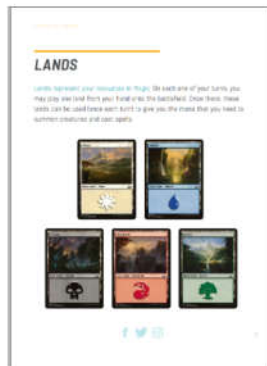 LANDS
Lands represent your resources in Magic. On each one of your turns, you
may play one land from your hand onto the battlefield. Once there, these
lands can be used (once each turn) to give you the mana that you need to
summon creatures and cast spells.